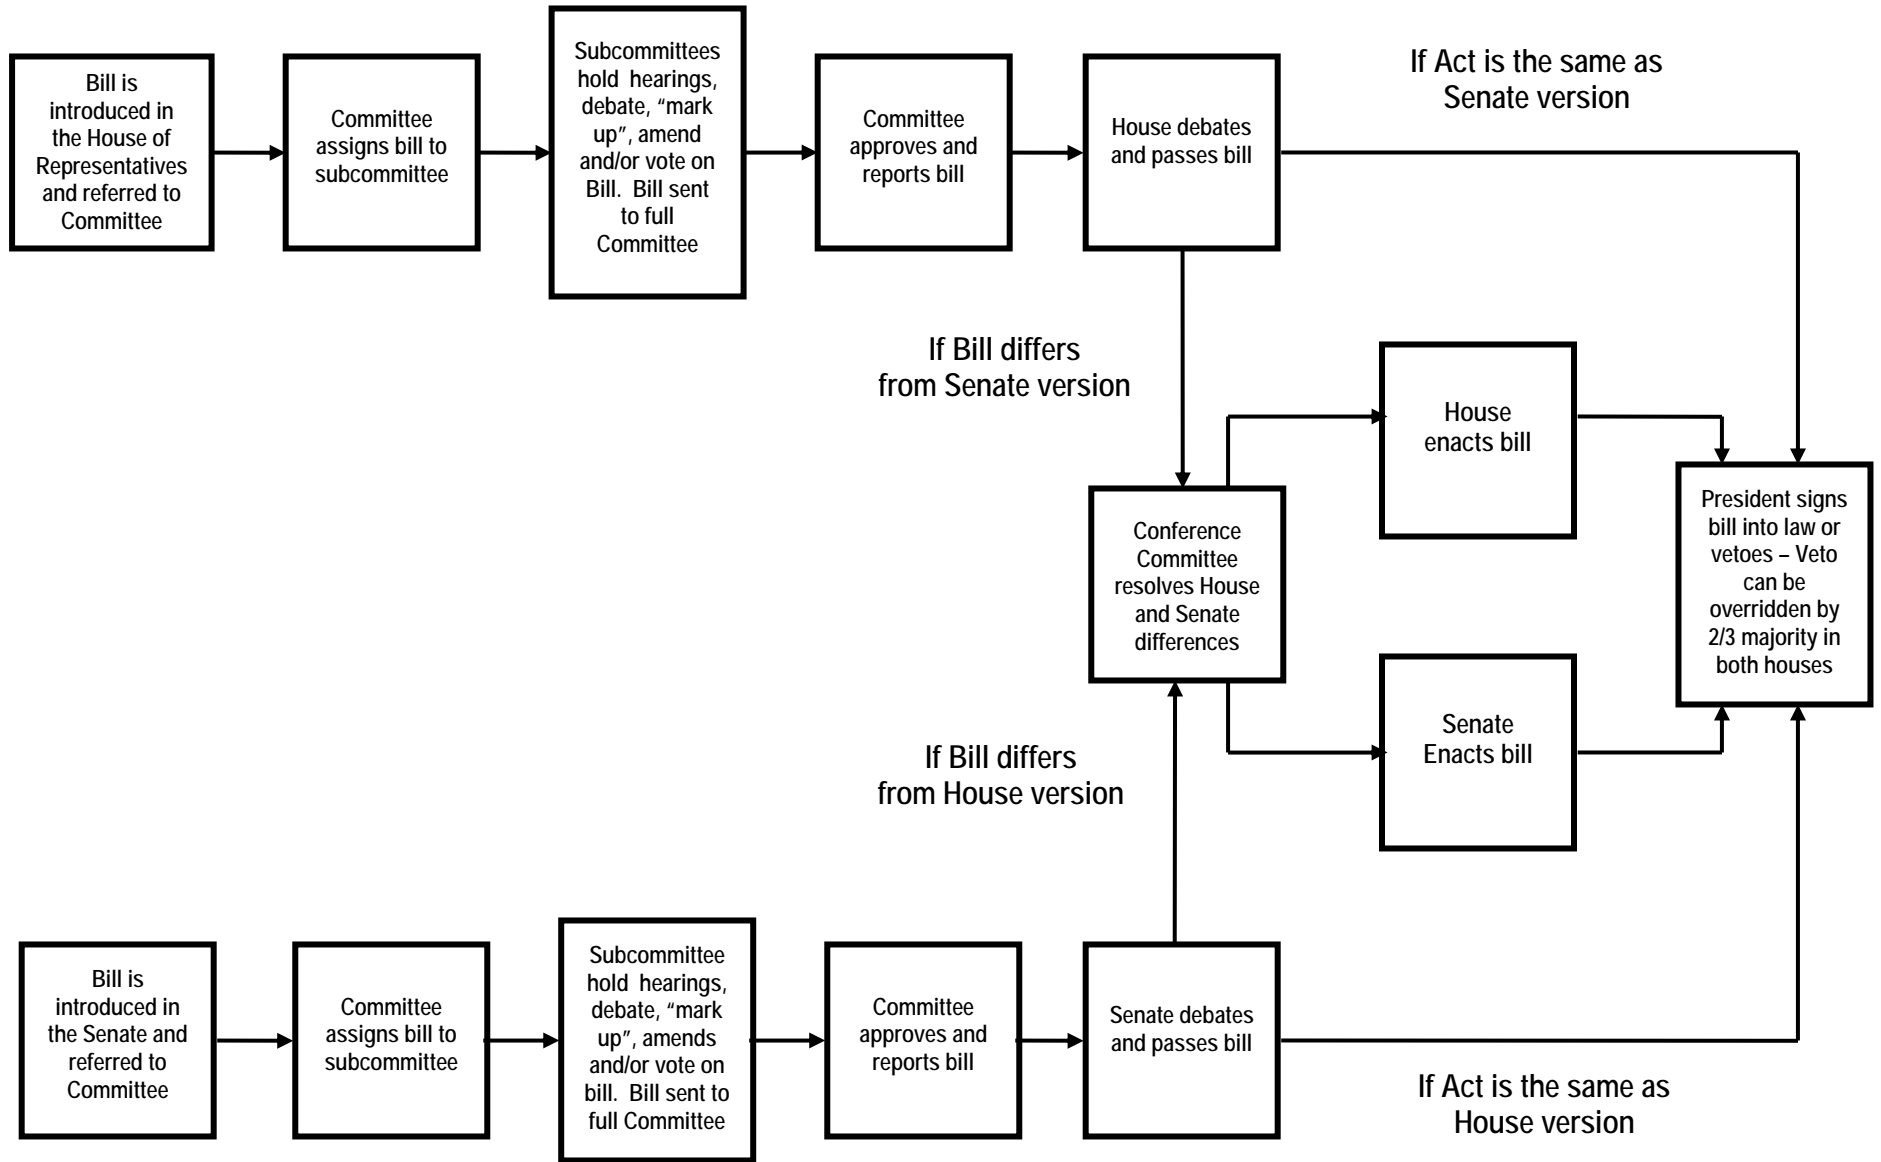 Bill is
introduced in
the House of
Representatives
and referred to
Committee
Committee
assigns bill to
subcommittee
Subcommittees
hold hearings,
debate, “mark
up”, amend
and/or vote on
Bill. Bill sent
to full
Committee
Committee
approves and
reports bill
House debates
and passes bill
If Act is the same as
Senate version
If Bill differs
from Senate version
House
enacts bill
Conference
Committee
resolves House
and Senate
differences
President signs
bill into law or
vetoes – Veto
can be
overridden by
2/3 majority in
both houses
Senate
Enacts bill
If Bill differs
from House version
Bill is
introduced in
the Senate and
referred to
Committee
Committee
assigns bill to
subcommittee
Subcommittee
hold hearings,
debate, “mark
up”, amends
and/or vote on
bill. Bill sent to
full Committee
Committee
approves and
reports bill
Senate debates
and passes bill
If Act is the same as
House version